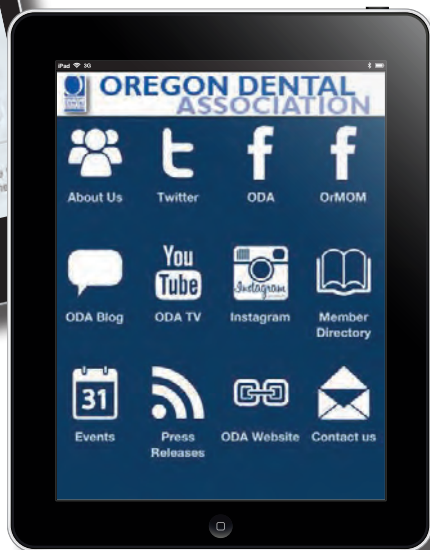 iPad 3G
OREGON DENTAL
ASSOCIATION
About Us
Twitter
ODA
OrMOM
You
Tube
Instagram
ODA Blog
ODA TV
Instagram
Member
Directory
31
Events
Press
Releases
ODA Website
Contact us